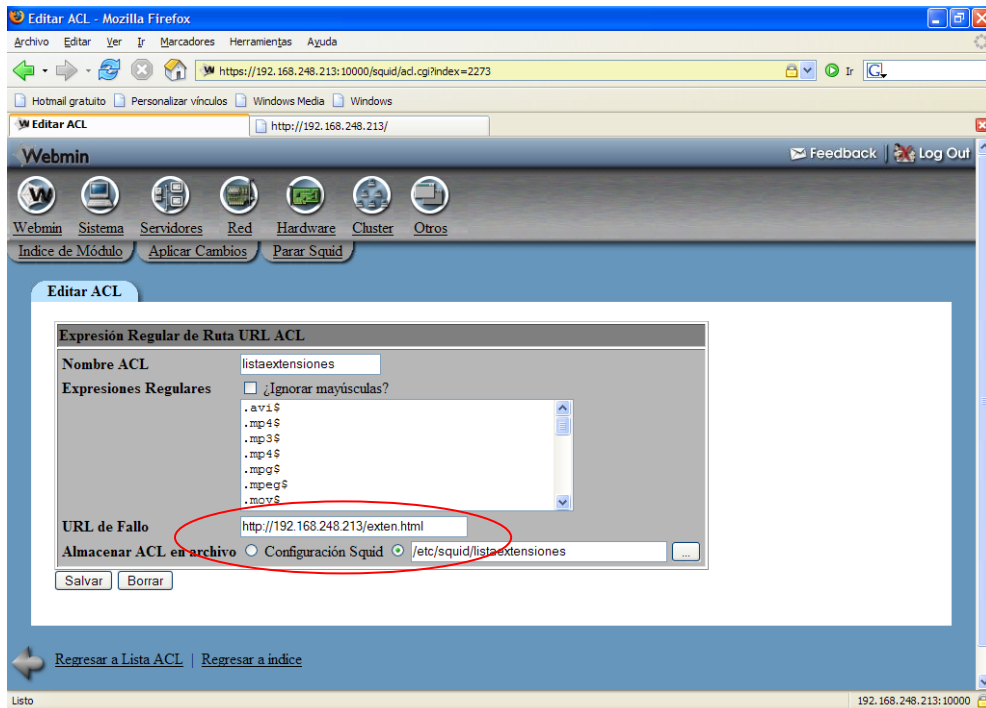 Editar ACL - Mozilla Firefox
Archivo Editar Ver Ir Marcadores Herramientas Ayuda
https://192.168.248.213:10000/squid/acl.cgi?index=2273 Ir G
Hotmail gratuito Personalizar vínculos Windows Media Windows
Editar ACL http://192.168.248.213/
Webmin Feedback Log Out
Webmin Sistema Servidores Red Hardware Cluster Otros
Indice de Módulo Aplicar Cambios Parar Squid
Editar ACL
Expresión Regular de Ruta URL ACL
Nombre ACL listaextensiones
Expresiones Regulares ¿Ignorar mayúsculas?
.avi$
.mp4$
.mp3$
.mp4$
.mpg$
.mpeg$
.mov$
URL de Fallo http://192.168.248.213/exten.html
Almacenar ACL en archivo Configuración Squid /etc/squid/listaextensiones ...
Salvar Borrar
Regresar a Lista ACL | Regresar a indice
Listo 192.168.248.213:10000